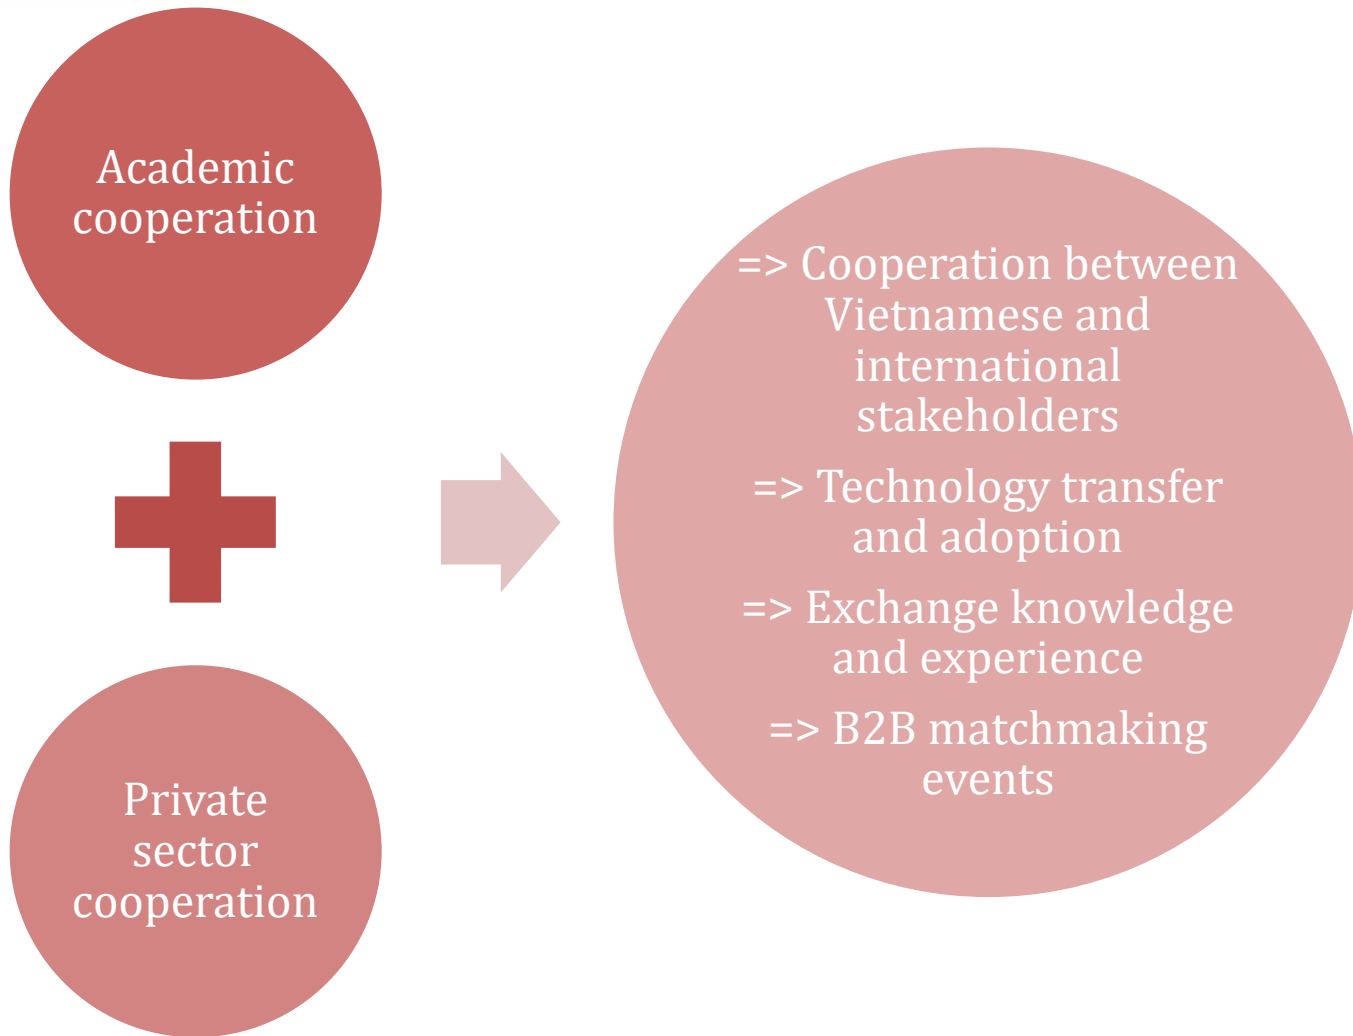 Academic
cooperation
Private
sector
cooperation
=> Cooperation between
Vietnamese and
international
stakeholders
=> Technology transfer
and adoption
=> Exchange knowledge
and experience
=> B2B matchmaking
events